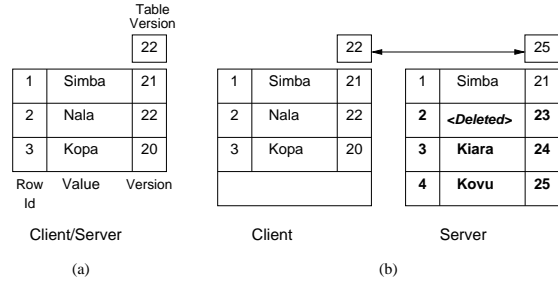 Table
Version
22
1 Simba 21
2 Nala 22
3 Kopa 20
Row
Id
Value
Version
Client/Server
(a)
22
25
1 Simba 21
2 Nala 22
3 Kopa 20
Client
1 Simba 21
2 <Deleted> 23
3 Kiara 24
4 Kovu 25
Server
(b)